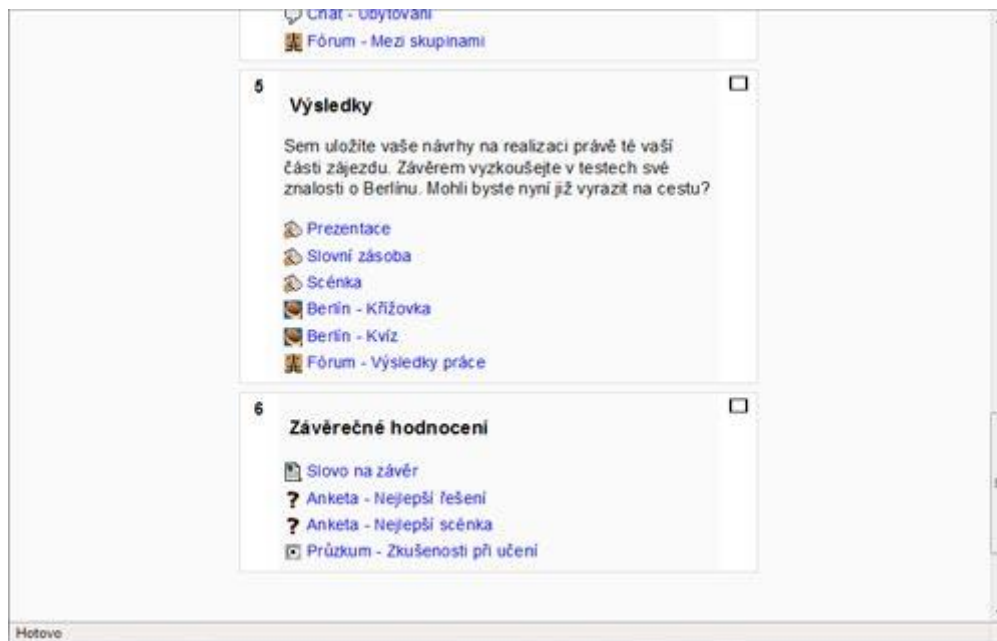 Chat - Ubytování
Fórum - Mezi skupinami
5
Výsledky
Sem uložíte vaše návrhy na realizaci právě té vaší
části zájezdu. Závěrem vyzkoušejte v testech své
znalosti o Berlínu. Mohli byste nyní již vyrazit na cestu?
Prezentace
Slovní zásoba
Scénka
Berlín - Křížovka
Berlín - Kvíz
Fórum - Výsledky práce
6
Závěrečné hodnocení
Slovo na závěr
? Anketa - Nejlepší řešení
? Anketa - Nejlepší scénka
Průzkum - Zkušenosti při učení
Hotovo